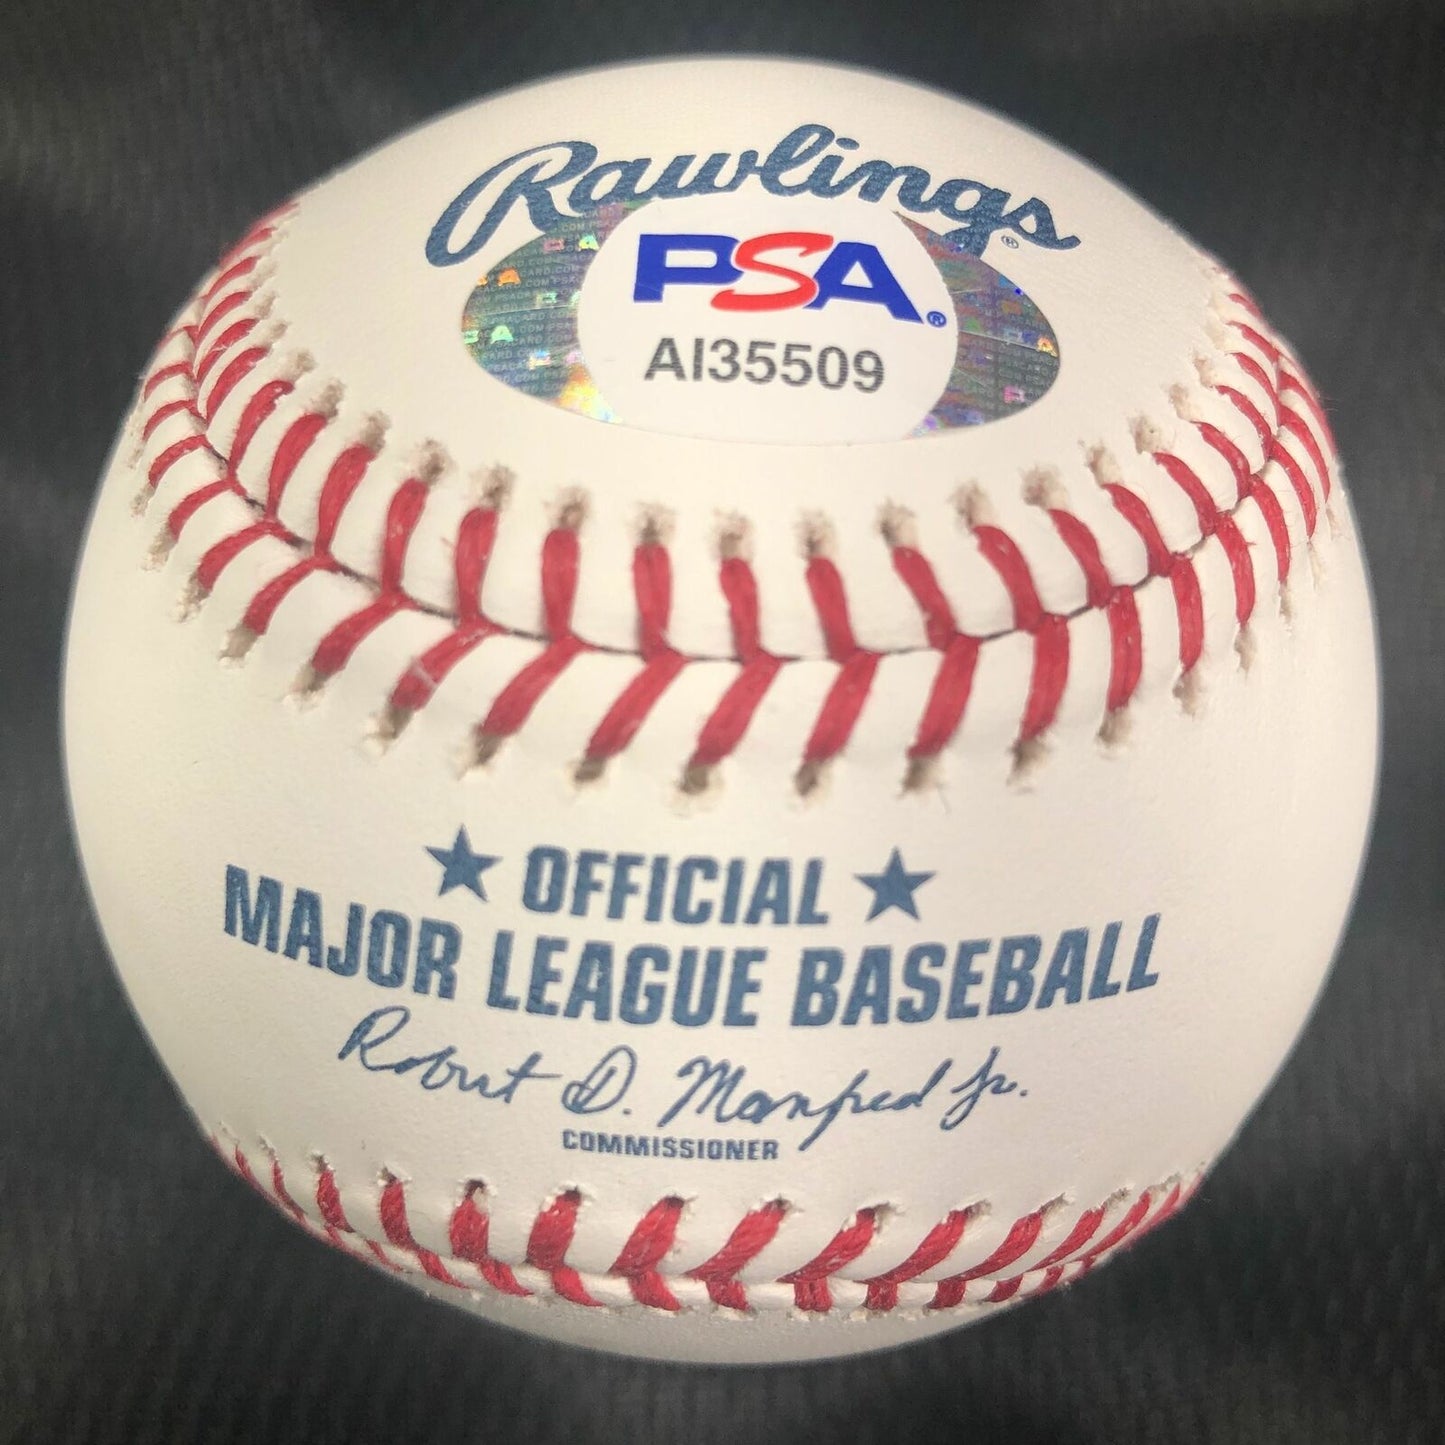 Rawlings®
PSA®
AI35509
★ OFFICIAL ★
MAJOR LEAGUE BASEBALL
Robert D. Manfred Jr.
COMMISSIONER